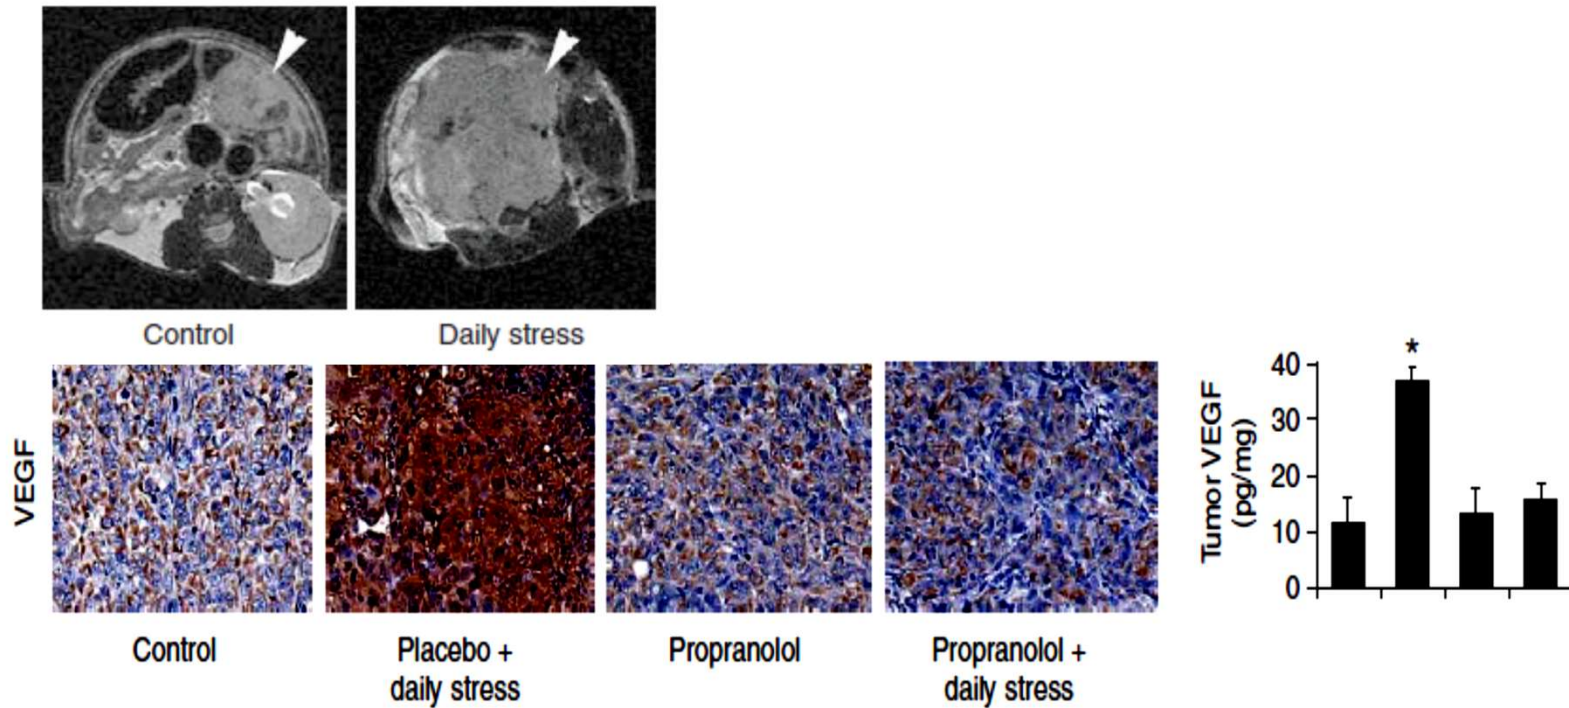 Control
Daily stress
VEGF
Control
Placebo +
daily stress
Propranolol
Propranolol +
daily stress
Tumor VEGF
(pg/mg)
40
30
20
10
0
*